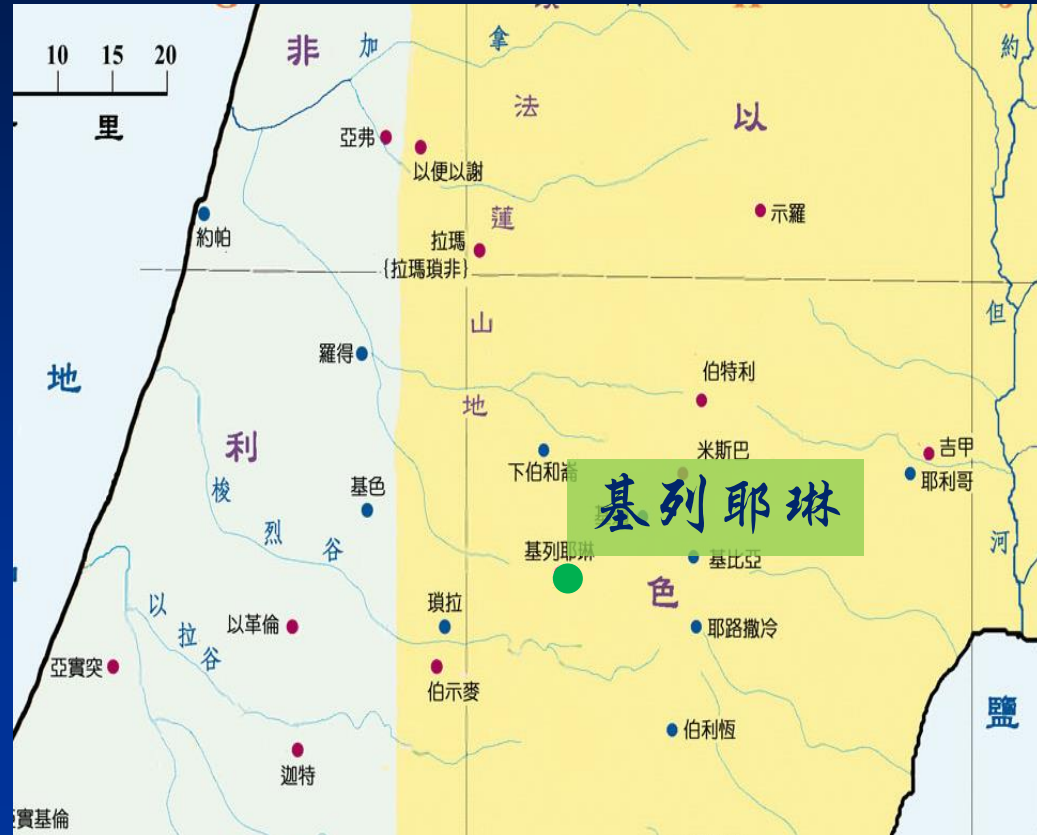 10 15 20
里
非
加
拿
約
法
以
亞弗
以便以謝
示羅
約帕
蓮
拉瑪
{拉瑪瑣非}
山
但
羅得
地
伯特利
地
利
米斯巴
吉甲
下伯和崙
耶利哥
基色
梭
烈
谷
基列耶琳
河
基列耶琳
基比亞
色
以
拉
谷
瑣拉
以革倫
耶路撒冷
亞實突
伯示麥
鹽
伯利恆
迦特
實基倫